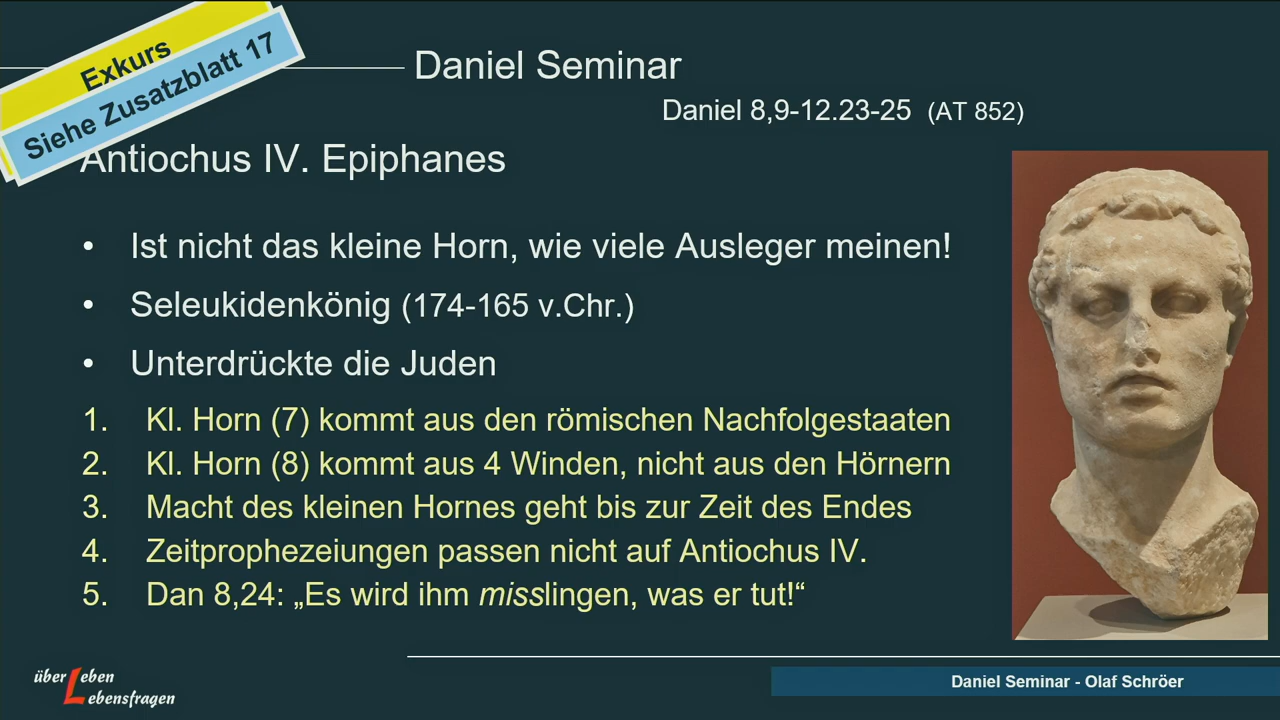 Exkurs
Siehe Zusatzblatt 17
Daniel Seminar
Daniel 8,9-12.23-25 (AT 852)
Antiochus IV. Epiphanes
• Ist nicht das kleine Horn, wie viele Ausleger meinen!
• Seleukidenkönig (174-165 v.Chr.)
• Unterdrückte die Juden
1. Kl. Horn (7) kommt aus den römischen Nachfolgestaaten
2. Kl. Horn (8) kommt aus 4 Winden, nicht aus den Hörnern
3. Macht des kleinen Hornes geht bis zur Zeit des Endes
4. Zeitprophezeiungen passen nicht auf Antiochus IV.
5. Dan 8,24: „Es wird ihm misslingen, was er tut!“
über Leben
Lebensfragen
Daniel Seminar - Olaf Schröer